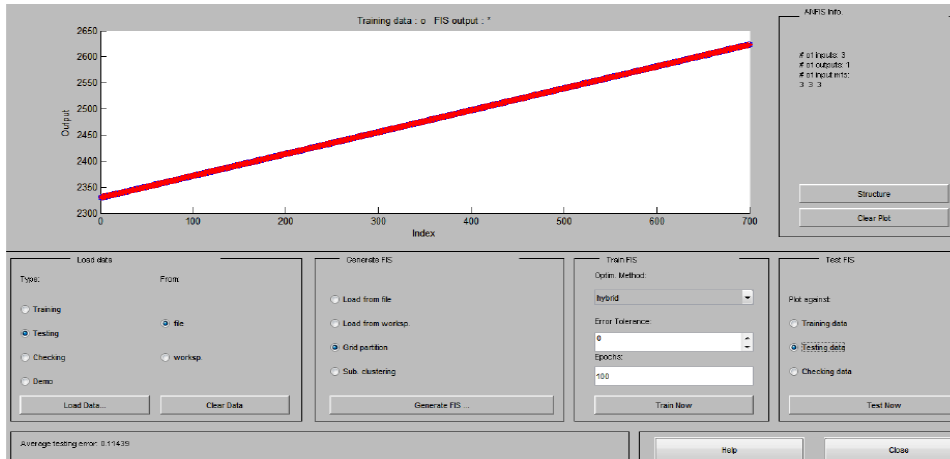 Training data : o FIS output : *
2650
2600
2550
2500
2450
2400
2350
2300
Output
0 100 200 300 400 500 600 700
Index
ANFIS Info.
# of inputs: 3
# of outputs: 1
# of input mfs:
3 3 3
Structure
Clear Plot
Load data
Type:
From:
Training
Testing
Checking
Demo
file
worksp.
Load Data...
Clear Data
Generate FIS
Load from file
Load from worksp.
Grid partition
Sub. clustering
Generate FIS ...
Train FIS
Optim. Method:
hybrid
Error Tolerance:
0
Epochs:
100
Train Now
Test FIS
Plot against:
Training data
Testing data
Checking data
Test Now
Average testing error: 0.11439
Help
Close